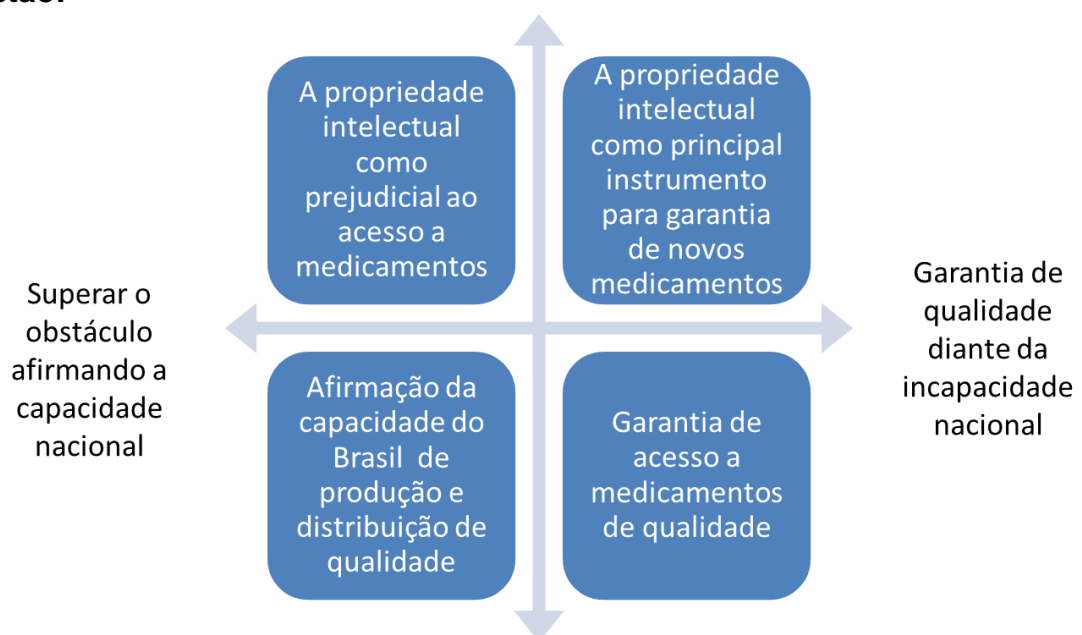 A propriedade
intelectual
como
prejudicial ao
acesso a
medicamentos
A propriedade
intelectual
como principal
instrumento
para garantia
de novos
medicamentos
Superar o
obstáculo
afirmando a
capacidade
nacional
Garantia de
qualidade
diante da
incapacidade
nacional
Afirmação da
capacidade do
Brasil de
produção e
distribuição de
qualidade
Garantia de
acesso a
medicamentos
de qualidade